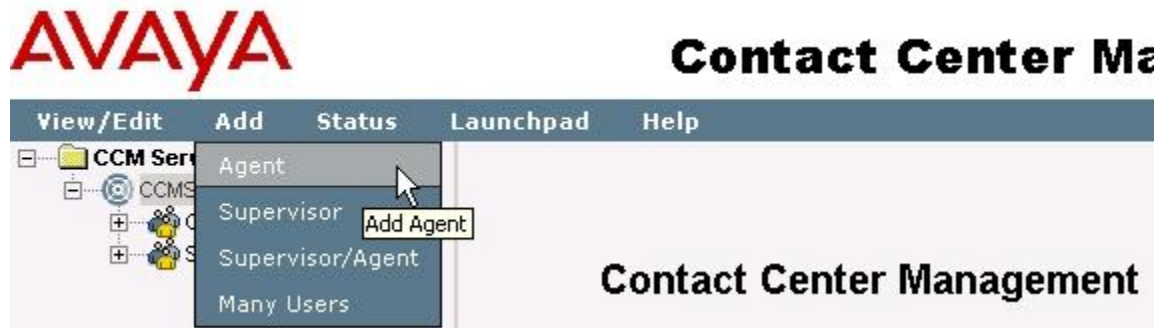 AVAYA
Contact Center Ma
View/Edit Add Status Launchpad Help
CCM Ser
Agent
CCMS
Supervisor
Add Agent
Supervisor/Agent
Many Users
Contact Center Management